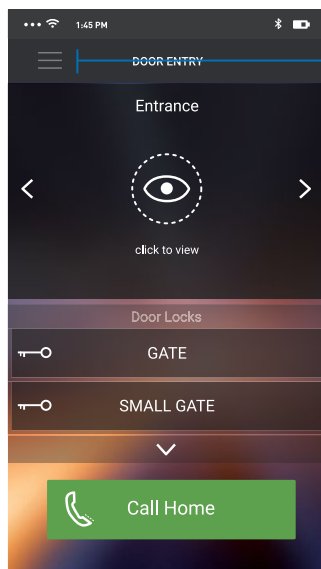 1:45 PM
DOOR ENTRY
Entrance
click to view
Door Locks
GATE
SMALL GATE
Call Home